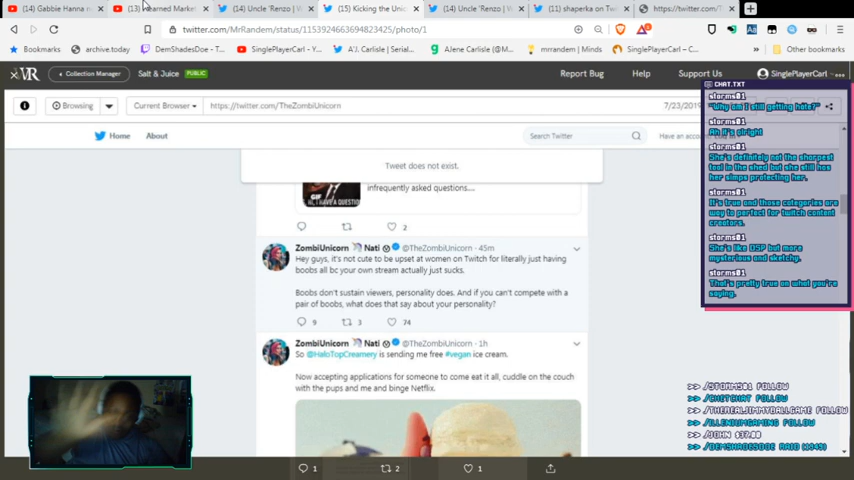 (14) Gabbie Hanna n
(14) Uncle 'Renzo | W
(15) Kicking the Unic
(14) Uncle 'Renzo | W
(11) shaperka on Tw
https://twitter.com/T
twitter.com/MrRandem/status/1153924663694823425/photo/1
Bookmarks
archive.today
DemShadesDoe - T
SinglePlayerCarl - Y
A.J. Carlisle | Serial
Alene Carlisle (@M
mrrandem | Minds
SinglePlayerCarl – C
Other bookmarks
Collection Manager
Salt & Juice
PUBLIC
Report Bug
Help
Support Us
SinglePlayerCarl
Browsing
Current Browser
https://twitter.com/TheZombiUnicorn
7/23/2019
Home
About
Search Twitter
Have an accou
Tweet does not exist.
GIF
HI, I HAVE A QUESTION
infrequently asked questions....
2
ZombiUnicorn Nati @TheZombiUnicorn · 45m
Hey guys, it's not cute to be upset at women on Twitch for literally just having
boobs all bc your own stream actually just sucks.
Boobs don't sustain viewers, personality does. And if you can't compete with a
pair of boobs, what does that say about your personality?
9
3
74
ZombiUnicorn Nati @TheZombiUnicorn · 1h
So @HaloTopCreamery is sending me free #vegan ice cream.
Now accepting applications for someone to come eat it all, cuddle on the couch
with the pups and me and binge Netflix.
1
2
1
CHAT.TXT
storms01
"Why am I still getting hate?"
storms01
Ah it's alright
storms01
She's definitely not the sharpest
tool in the shed but she still has
her simps protecting her.
storms01
It's true and those categories are
way to perfect for twitch content
creators.
storms01
She's like DSP but more
mysterious and sketchy.
storms01
That's pretty true on what you're
saying.
>> /STORMS01 FOLLOW
>> /CHETCHAT FOLLOW
>> /THEREALJIMMYBALLGAME FOLLOW
>> /ILLENIUMGAMING FOLLOW
>> /JOHN $37.00
>> /DEMSHADESDOE RAID